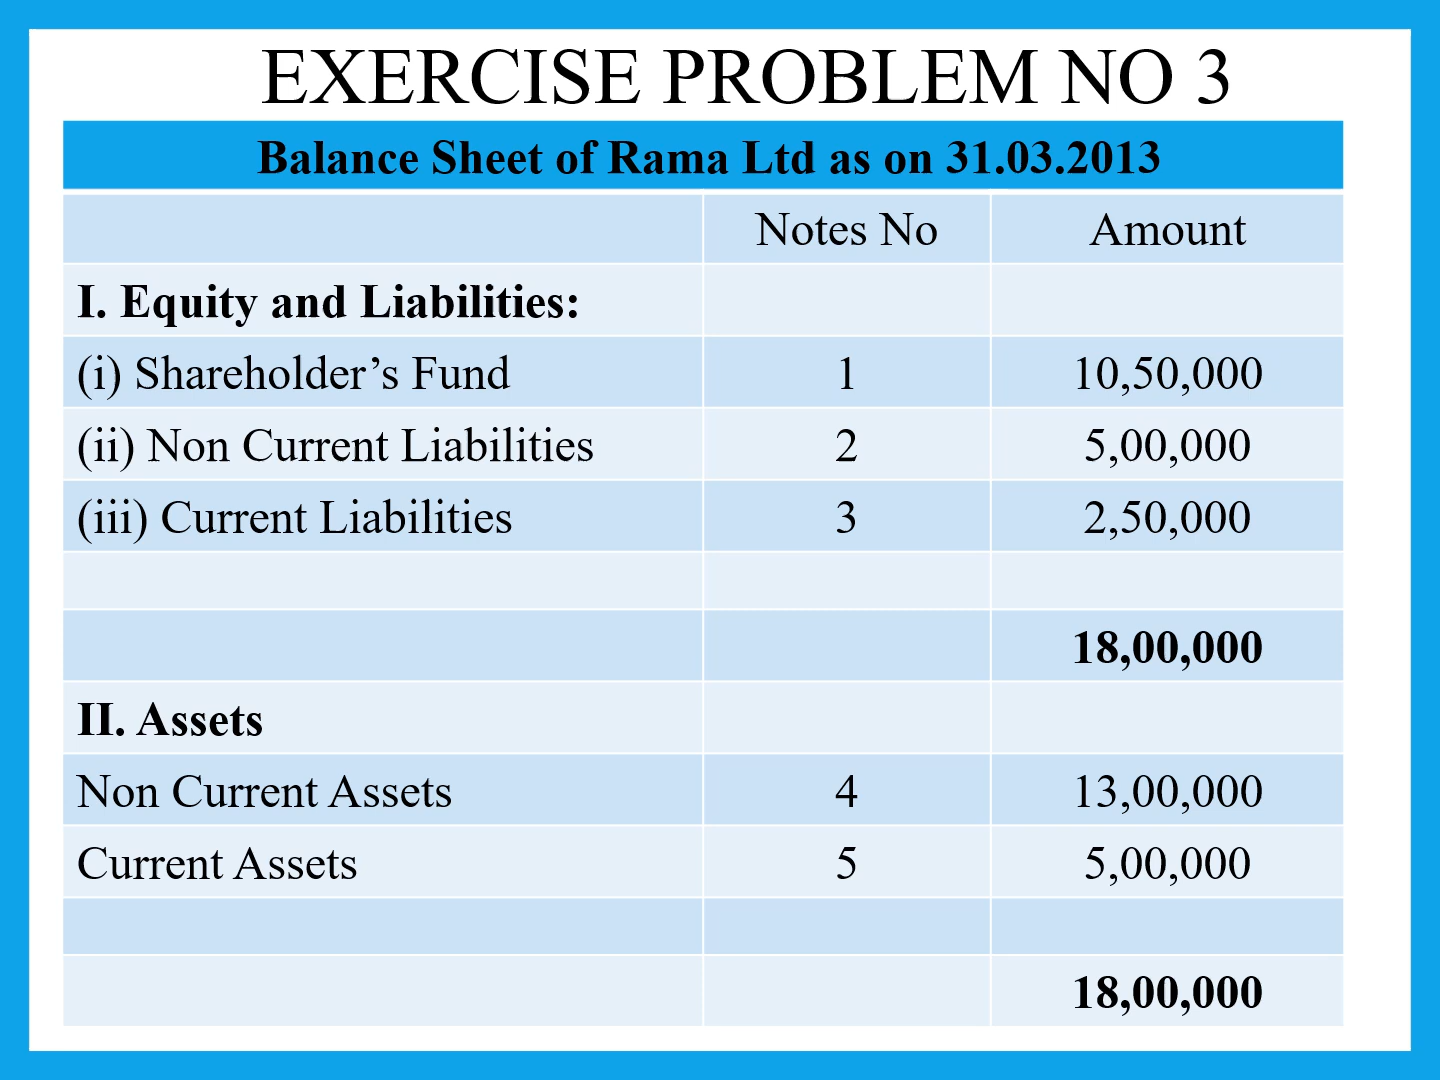 EXERCISE PROBLEM NO 3
Balance Sheet of Rama Ltd as on 31.03.2013
Notes No Amount
I. Equity and Liabilities:
(i) Shareholder’s Fund 1 10,50,000
(ii) Non Current Liabilities 2 5,00,000
(iii) Current Liabilities 3 2,50,000
18,00,000
II. Assets
Non Current Assets 4 13,00,000
Current Assets 5 5,00,000
18,00,000